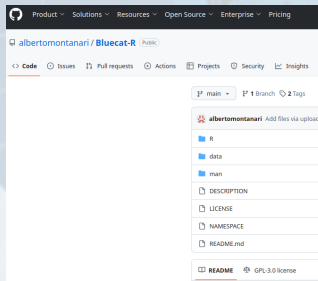 Product Solutions Resources Open Source Enterprise Pricing
albertomontanari / Bluecat-R Public
Code Issues Pull requests Actions Projects Security Insights
main 1 Branch 2 Tags
albertomontanari Add files via upload
R
data
man
DESCRIPTION
LICENSE
NAMESPACE
README.md
README GPL-3.0 license